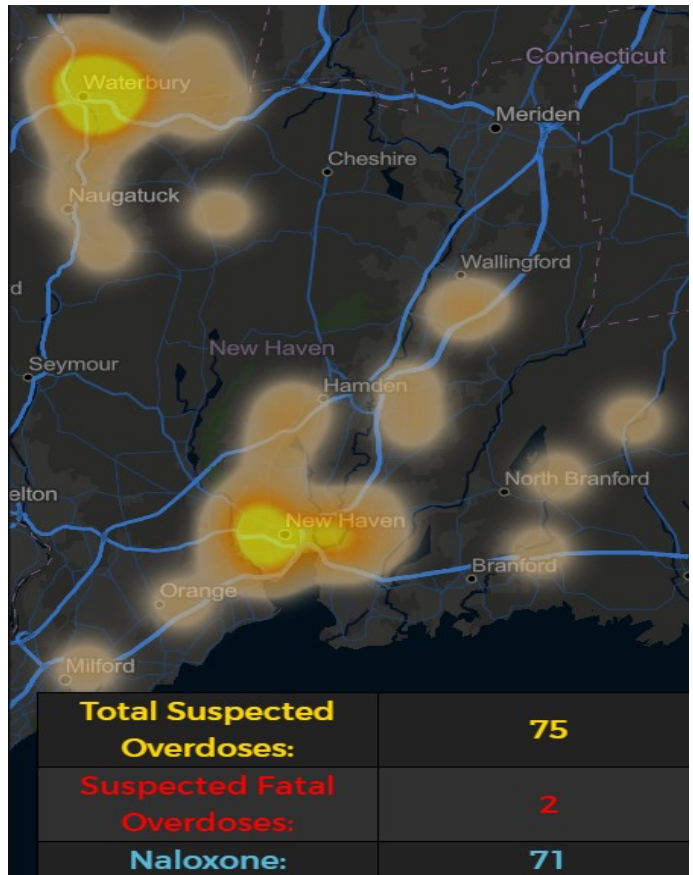 Connecticut
Waterbury
Meriden
Cheshire
Naugatuck
Wallingford
d
New Haven
Seymour
Hamden
North Branford
elton
New Haven
Branford
Orange
Milford
Total Suspected
Overdoses:
75
Suspected Fatal
Overdoses:
2
Naloxone:
71